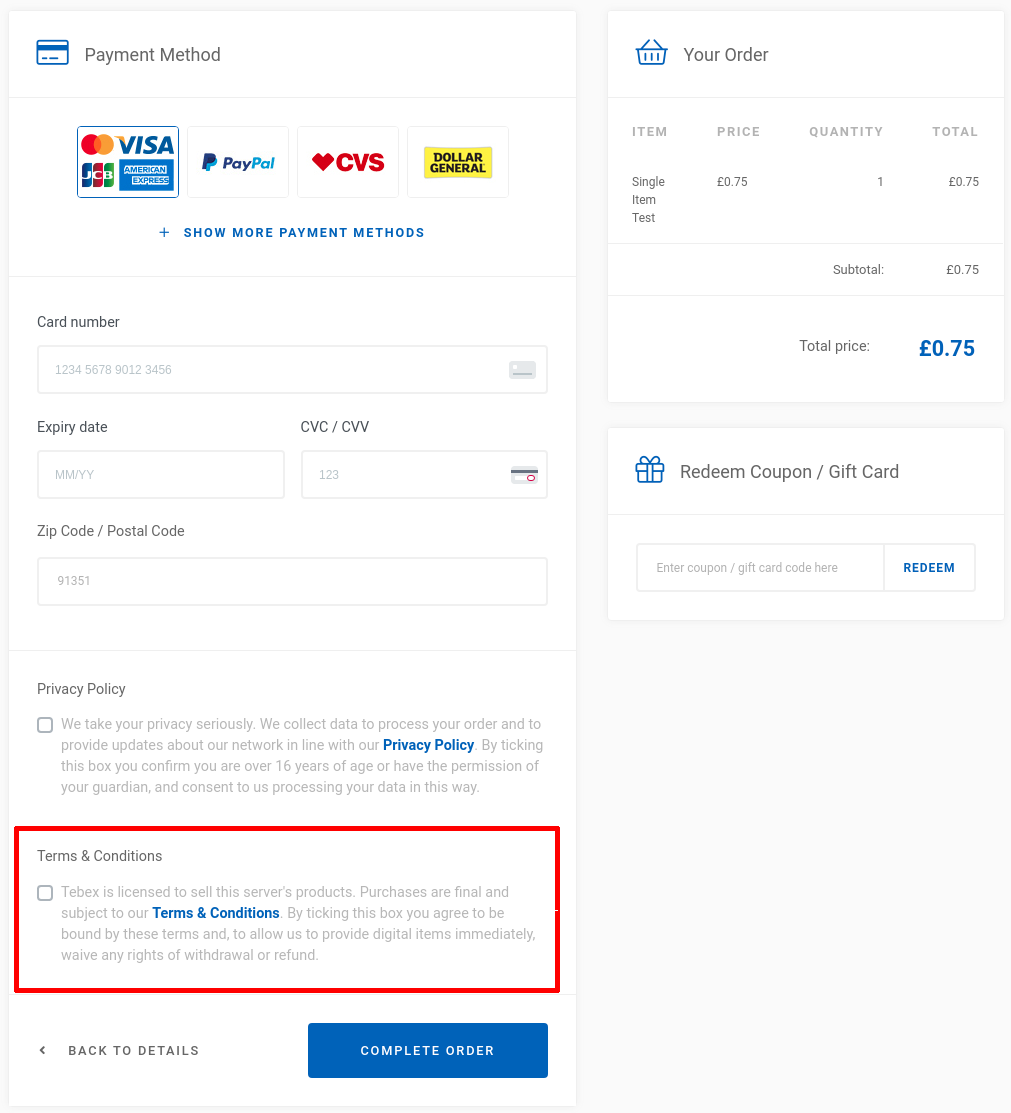 Payment Method
VISA
JCB
AMERICAN
EXPRESS
PayPal
CVS
DOLLAR
GENERAL
+ SHOW MORE PAYMENT METHODS
Card number
1234 5678 9012 3456
Expiry date CVC / CVV
MM/YY 123
Zip Code / Postal Code
91351
Privacy Policy
We take your privacy seriously. We collect data to process your order and to
provide updates about our network in line with our Privacy Policy. By ticking
this box you confirm you are over 16 years of age or have the permission of
your guardian, and consent to us processing your data in this way.
Terms & Conditions
Tebex is licensed to sell this server's products. Purchases are final and
subject to our Terms & Conditions. By ticking this box you agree to be
bound by these terms and, to allow us to provide digital items immediately,
waive any rights of withdrawal or refund.
BACK TO DETAILS COMPLETE ORDER
Your Order
ITEM PRICE QUANTITY TOTAL
Single £0.75 1 £0.75
Item
Test
Subtotal: £0.75
Total price: £0.75
Redeem Coupon / Gift Card
Enter coupon / gift card code here REDEEM